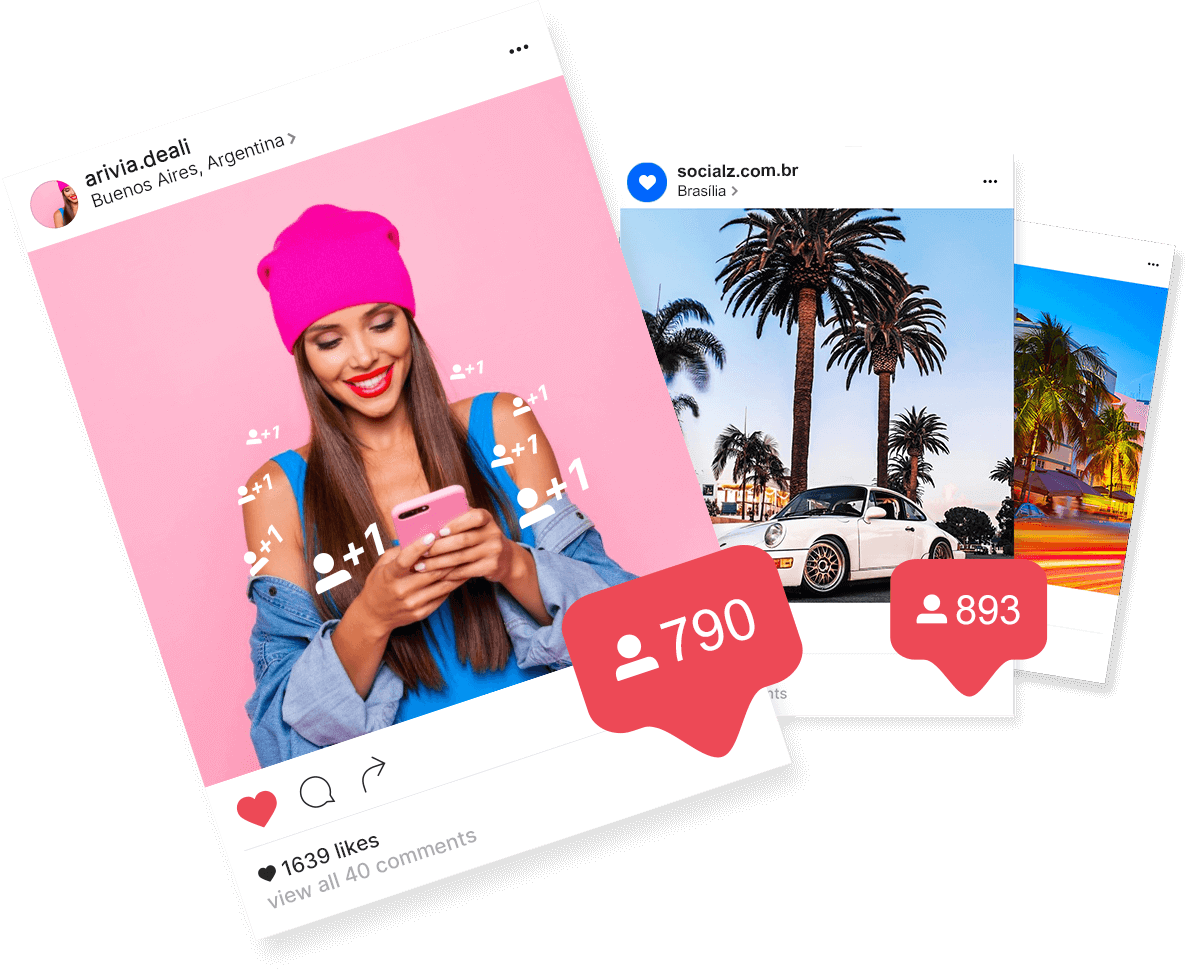 arivia.deali
Buenos Aires, Argentina
+1
+1
+1
+1
+1
+1
+1
+1
790
1639 likes
view all 40 comments
socialz.com.br
Brasília
893